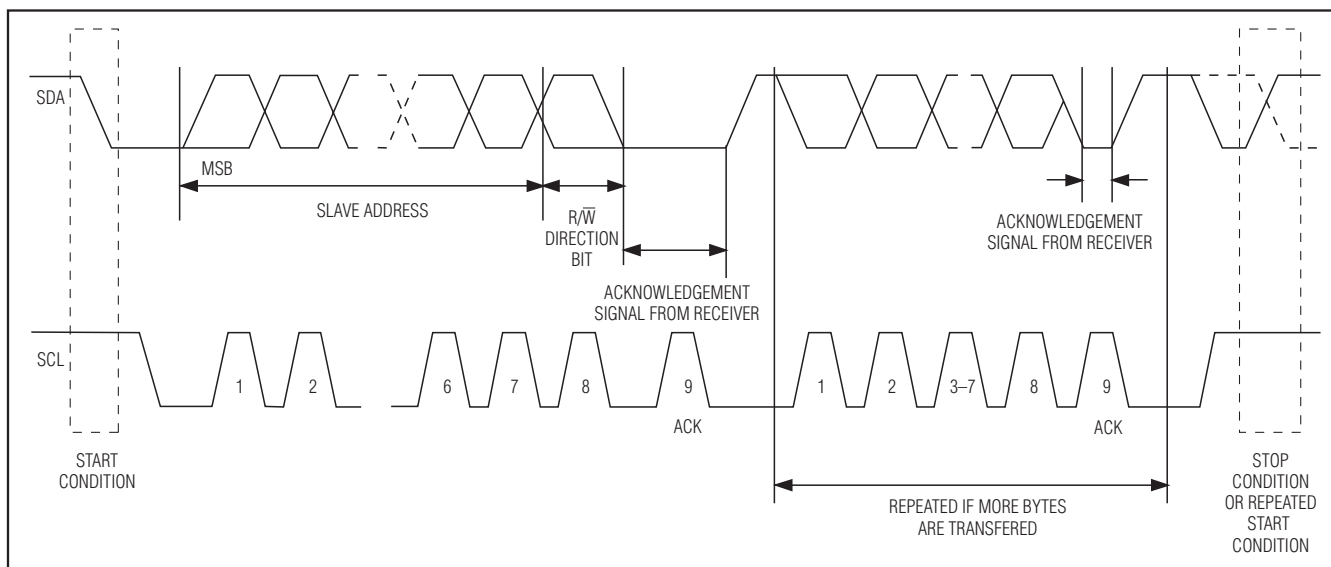 SDA
MSB
SLAVE ADDRESS
R/W̅
DIRECTION
BIT
ACKNOWLEDGEMENT
SIGNAL FROM RECEIVER
ACKNOWLEDGEMENT
SIGNAL FROM RECEIVER
SCL
1
2
6
7
8
9
1
2
3–7
8
9
ACK
ACK
START
CONDITION
REPEATED IF MORE BYTES
ARE TRANSFERED
STOP
CONDITION
OR REPEATED
START
CONDITION